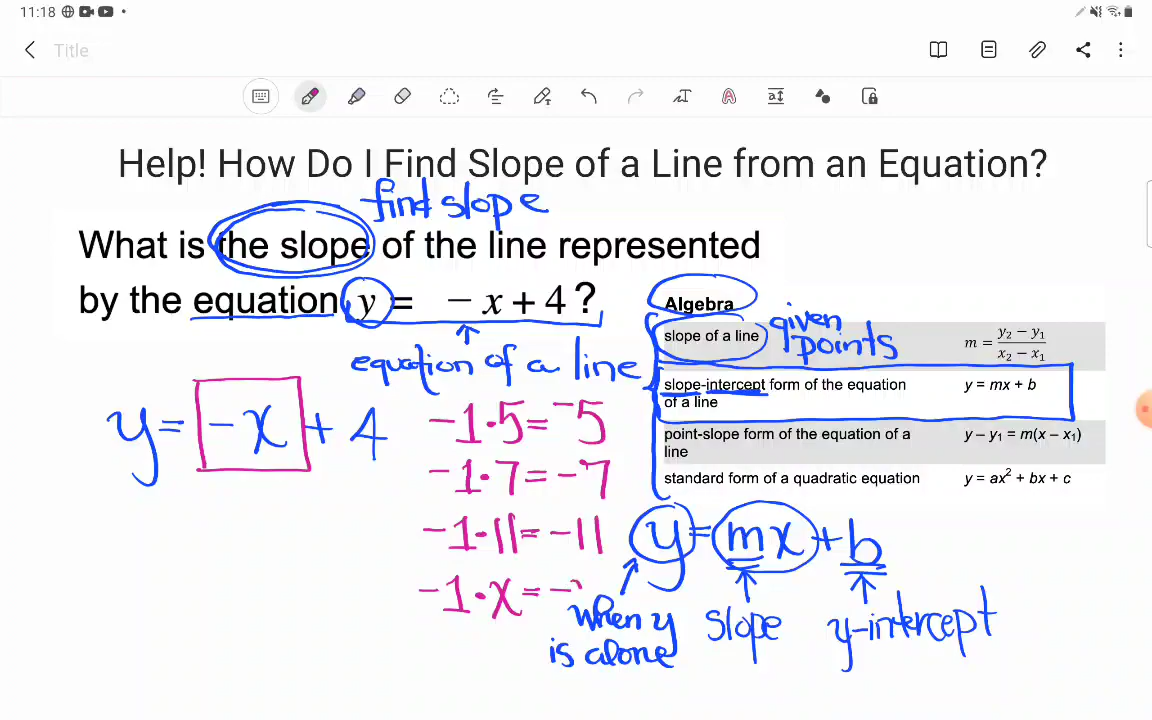 11:18
Title
Help! How Do I Find Slope of a Line from an Equation?
find slope
What is the slope of the line represented
by the equation y = − x + 4?
equation of a line
y = -x + 4
-1·5 = -5
-1·7 = -7
-1·11 = -11
-1·x = -
Algebra
given points
slope of a line m = (y₂ − y₁)/(x₂ − x₁)
slope-intercept form of the equation y = mx + b
of a line
point-slope form of the equation of a y − y₁ = m(x − x₁)
line
standard form of a quadratic equation y = ax² + bx + c
y = mx + b
when y
is alone
slope
y-intercept